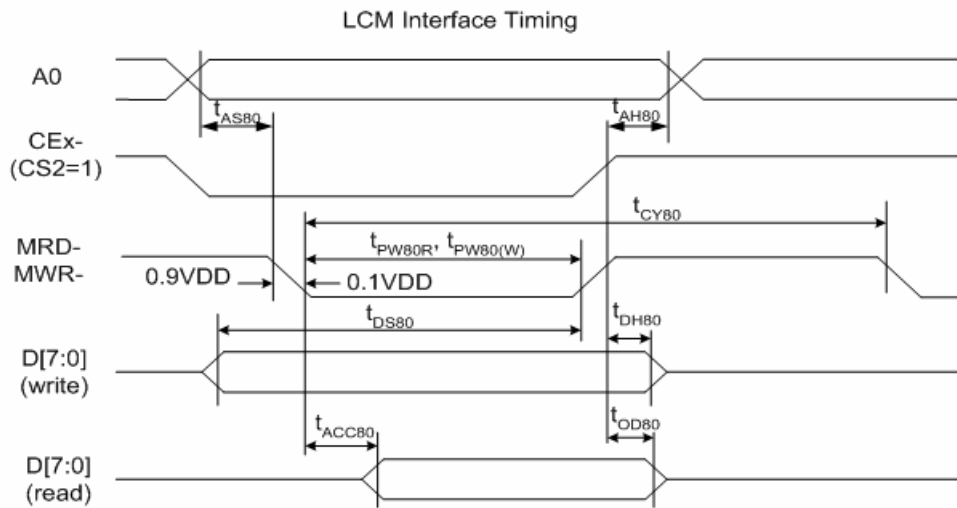 LCM Interface Timing
A0
tAS80
tAH80
CEx-
(CS2=1)
tCY80
MRD-
MWR-
tPW80R, tPW80(W)
0.9VDD
0.1VDD
tDS80
tDH80
D[7:0]
(write)
tACC80
tOD80
D[7:0]
(read)